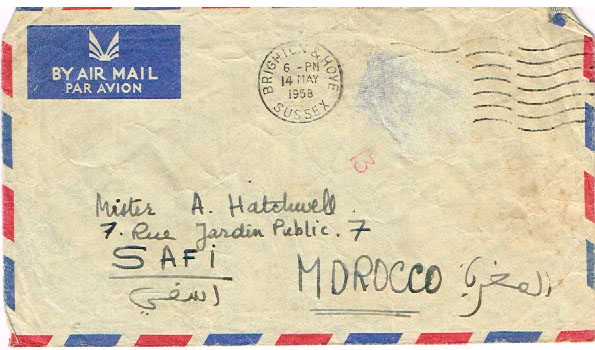 BY AIR MAIL
PAR AVION
BRIGHTON & HOVE
6 - PM
14 MAY
1958
SUSSEX
13
Mister A. Hatchwell.
7. Rue Jardin Public. 7
SAFI
اسفي
MOROCCO المغرب